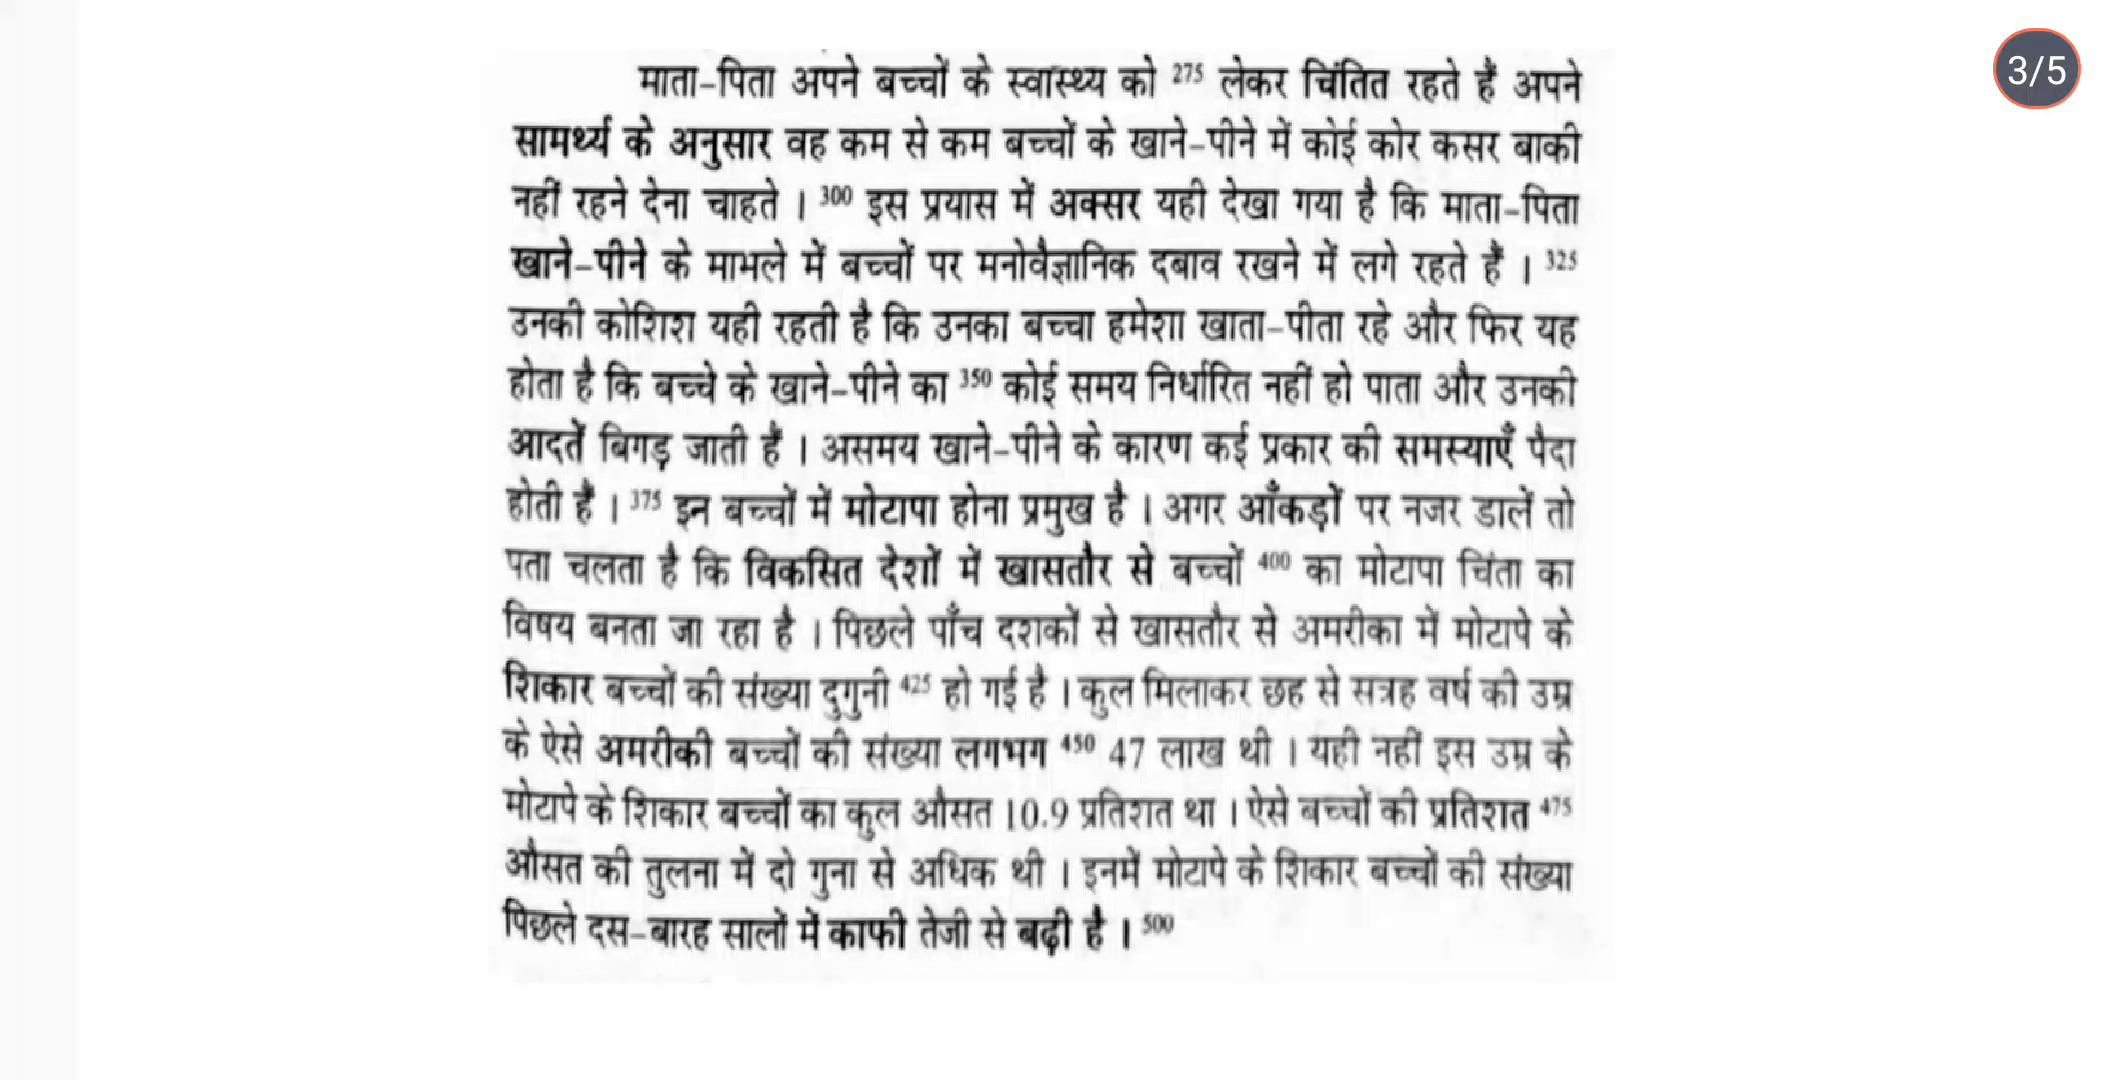 माता-पिता अपने बच्चों के स्वास्थ्य को 275 लेकर चिंतित रहते हैं अपने
सामर्थ्य के अनुसार वह कम से कम बच्चों के खाने-पीने में कोई कोर कसर बाकी
नहीं रहने देना चाहते । 300 इस प्रयास में अक्सर यही देखा गया है कि माता-पिता
खाने-पीने के मामले में बच्चों पर मनोवैज्ञानिक दबाव रखने में लगे रहते हैं । 325
उनकी कोशिश यही रहती है कि उनका बच्चा हमेशा खाता-पीता रहे और फिर यह
होता है कि बच्चे के खाने-पीने का 350 कोई समय निर्धारित नहीं हो पाता और उनकी
आदतें बिगड़ जाती हैं । असमय खाने-पीने के कारण कई प्रकार की समस्याएँ पैदा
होती हैं । 375 इन बच्चों में मोटापा होना प्रमुख है । अगर आँकड़ों पर नजर डालें तो
पता चलता है कि विकसित देशों में खासतौर से बच्चों 400 का मोटापा चिंता का
विषय बनता जा रहा है । पिछले पाँच दशकों से खासतौर से अमरीका में मोटापे के
शिकार बच्चों की संख्या दुगुनी 425 हो गई है । कुल मिलाकर छह से सत्रह वर्ष की उम्र
के ऐसे अमरीकी बच्चों की संख्या लगभग 450 47 लाख थी । यही नहीं इस उम्र के
मोटापे के शिकार बच्चों का कुल औसत 10.9 प्रतिशत था । ऐसे बच्चों की प्रतिशत 475
औसत की तुलना में दो गुना से अधिक थी । इनमें मोटापे के शिकार बच्चों की संख्या
पिछले दस-बारह सालों में काफी तेजी से बढ़ी है । 500
3/5